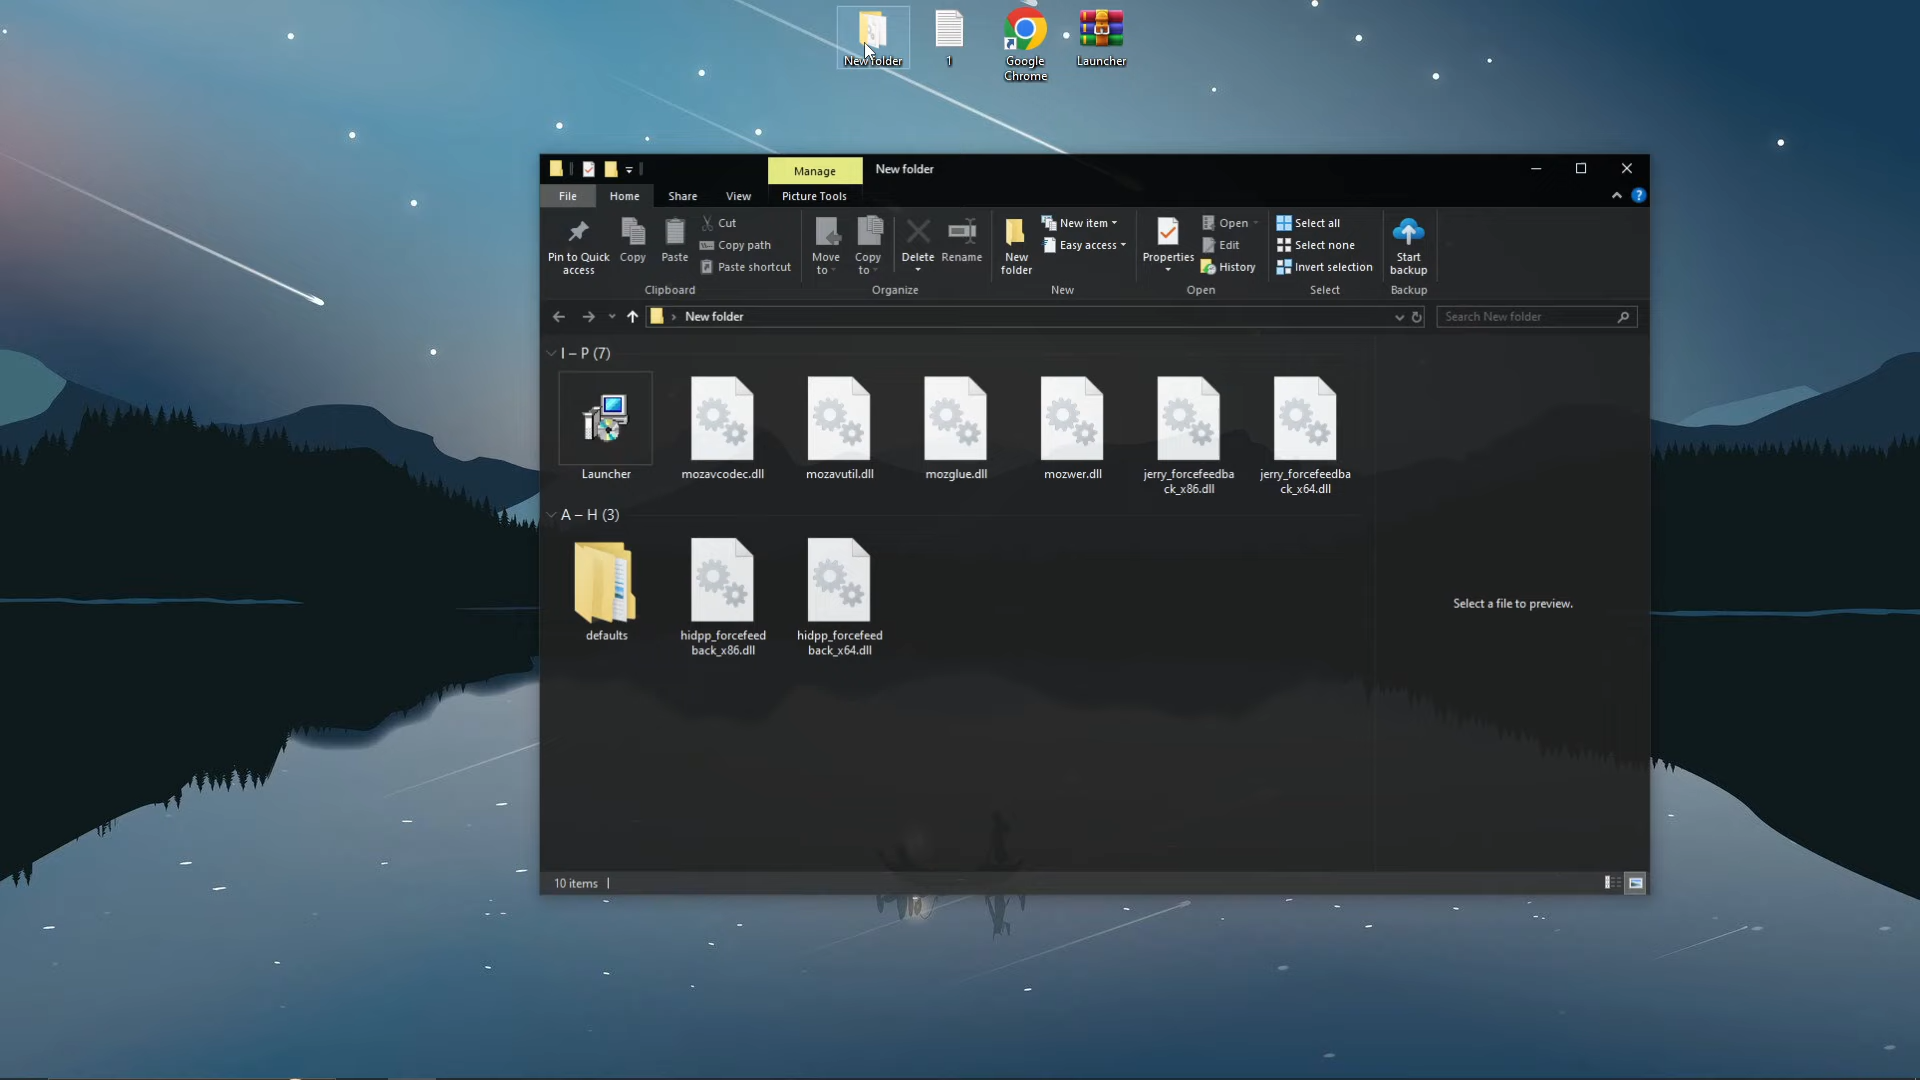 New folder
1
Google
Chrome
Launcher
Manage
New folder
File
Home
Share
View
Picture Tools
Pin to Quick
access
Copy
Paste
Cut
Copy path
Paste shortcut
Clipboard
Move
to
Copy
to
Delete
Rename
Organize
New
folder
New item
Easy access
New
Properties
Open
Edit
History
Open
Select all
Select none
Invert selection
Select
Start
backup
Backup
New folder
Search New folder
I – P (7)
Launcher
mozavcodec.dll
mozavutil.dll
mozglue.dll
mozwer.dll
jerry_forcefeedba
ck_x86.dll
jerry_forcefeedba
ck_x64.dll
A – H (3)
defaults
hidpp_forcefeed
back_x86.dll
hidpp_forcefeed
back_x64.dll
Select a file to preview.
10 items